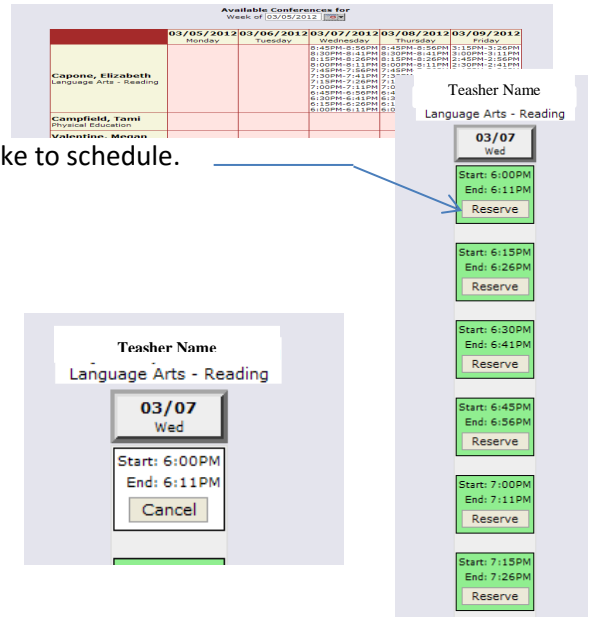 Available Conferences for
Week of 03/05/2012
03/05/2012 03/06/2012 03/07/2012 03/08/2012 03/09/2012
Monday Tuesday Wednesday Thursday Friday
8:45PM-8:56PM 8:45PM-8:56PM 3:15PM-3:26PM
8:30PM-8:41PM 8:30PM-8:41PM 3:00PM-3:11PM
8:15PM-8:26PM 8:15PM-8:26PM 2:45PM-2:56PM
8:00PM-8:11PM 8:00PM-8:11PM 2:30PM-2:41PM
7:45PM-7:56PM 7:45PM
7:30PM-7:41PM
7:15PM-7:26PM
7:00PM-7:11PM
6:45PM-6:56PM
6:30PM-6:41PM
6:15PM-6:26PM
6:00PM-6:11PM
Capone, Elizabeth
Language Arts - Reading
Campfield, Tami
Physical Education
Valentine, Megan
ke to schedule.
Teasher Name
Language Arts - Reading
03/07
Wed
Start: 6:00PM
End: 6:11PM
Reserve
Start: 6:15PM
End: 6:26PM
Reserve
Start: 6:30PM
End: 6:41PM
Reserve
Start: 6:45PM
End: 6:56PM
Reserve
Start: 7:00PM
End: 7:11PM
Reserve
Start: 7:15PM
End: 7:26PM
Reserve
Teasher Name
Language Arts - Reading
03/07
Wed
Start: 6:00PM
End: 6:11PM
Cancel